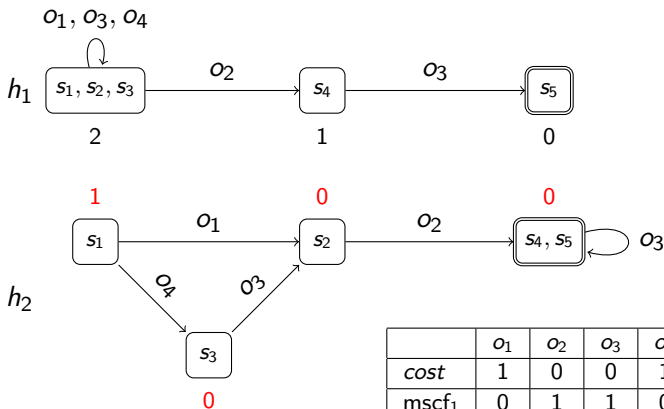 o₁, o₃, o₄
h₁
s₁, s₂, s₃
o₂
s₄
o₃
s₅
2
1
0
1
0
0
s₁
o₁
s₂
o₂
s₄, s₅
o₃
o₄
o₃
h₂
s₃
0
o₁ o₂ o₃
cost 1 0 0 1
mscf₁ 0 1 1